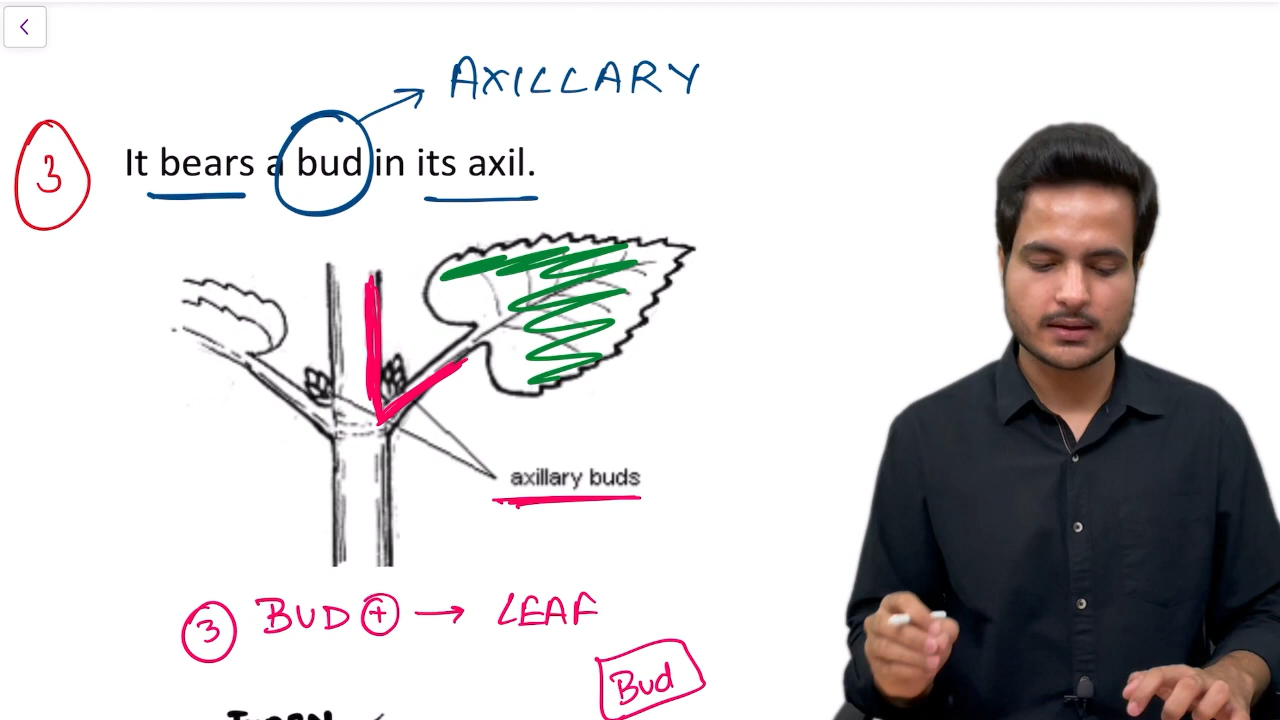 AXILLARY
3 It bears a bud in its axil.
axillary buds
3 BUD + → LEAF
Bud